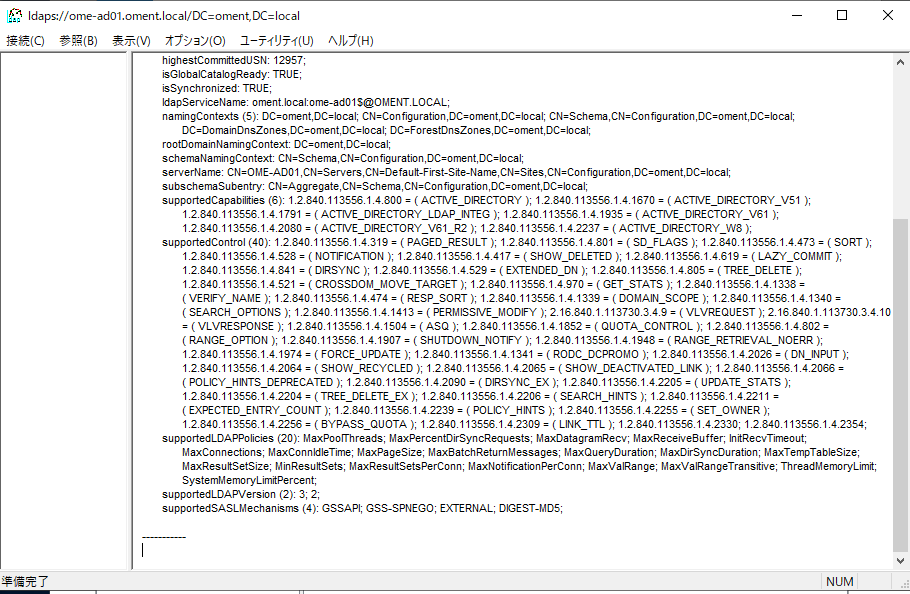 ldaps://ome-ad01.oment.local/DC=oment,DC=local
接続(C) 参照(B) 表示(V) オプション(O) ユーティリティ(U) ヘルプ(H)
highestCommittedUSN: 12957;
isGlobalCatalogReady: TRUE;
isSynchronized: TRUE;
ldapServiceName: oment.local:ome-ad01$@OMENT.LOCAL;
namingContexts (5): DC=oment,DC=local; CN=Configuration,DC=oment,DC=local; CN=Schema,CN=Configuration,DC=oment,DC=local;
DC=DomainDnsZones,DC=oment,DC=local; DC=ForestDnsZones,DC=oment,DC=local;
rootDomainNamingContext: DC=oment,DC=local;
schemaNamingContext: CN=Schema,CN=Configuration,DC=oment,DC=local;
serverName: CN=OME-AD01,CN=Servers,CN=Default-First-Site-Name,CN=Sites,CN=Configuration,DC=oment,DC=local;
subschemaSubentry: CN=Aggregate,CN=Schema,CN=Configuration,DC=oment,DC=local;
supportedCapabilities (6): 1.2.840.113556.1.4.800 = ( ACTIVE_DIRECTORY ); 1.2.840.113556.1.4.1670 = ( ACTIVE_DIRECTORY_V51 );
1.2.840.113556.1.4.1791 = ( ACTIVE_DIRECTORY_LDAP_INTEG ); 1.2.840.113556.1.4.1935 = ( ACTIVE_DIRECTORY_V61 );
1.2.840.113556.1.4.2080 = ( ACTIVE_DIRECTORY_V61_R2 ); 1.2.840.113556.1.4.2237 = ( ACTIVE_DIRECTORY_W8 );
supportedControl (40): 1.2.840.113556.1.4.319 = ( PAGED_RESULT ); 1.2.840.113556.1.4.801 = ( SD_FLAGS ); 1.2.840.113556.1.4.473 = ( SORT );
1.2.840.113556.1.4.528 = ( NOTIFICATION ); 1.2.840.113556.1.4.417 = ( SHOW_DELETED ); 1.2.840.113556.1.4.619 = ( LAZY_COMMIT );
1.2.840.113556.1.4.841 = ( DIRSYNC ); 1.2.840.113556.1.4.529 = ( EXTENDED_DN ); 1.2.840.113556.1.4.805 = ( TREE_DELETE );
1.2.840.113556.1.4.521 = ( CROSSDOM_MOVE_TARGET ); 1.2.840.113556.1.4.970 = ( GET_STATS ); 1.2.840.113556.1.4.1338 =
( VERIFY_NAME ); 1.2.840.113556.1.4.474 = ( RESP_SORT ); 1.2.840.113556.1.4.1339 = ( DOMAIN_SCOPE ); 1.2.840.113556.1.4.1340 =
( SEARCH_OPTIONS ); 1.2.840.113556.1.4.1413 = ( PERMISSIVE_MODIFY ); 2.16.840.1.113730.3.4.9 = ( VLVREQUEST ); 2.16.840.1.113730.3.4.10
= ( VLVRESPONSE ); 1.2.840.113556.1.4.1504 = ( ASQ ); 1.2.840.113556.1.4.1852 = ( QUOTA_CONTROL ); 1.2.840.113556.1.4.802 =
( RANGE_OPTION ); 1.2.840.113556.1.4.1907 = ( SHUTDOWN_NOTIFY ); 1.2.840.113556.1.4.1948 = ( RANGE_RETRIEVAL_NOERR );
1.2.840.113556.1.4.1974 = ( FORCE_UPDATE ); 1.2.840.113556.1.4.1341 = ( RODC_DCPROMO ); 1.2.840.113556.1.4.2026 = ( DN_INPUT );
1.2.840.113556.1.4.2064 = ( SHOW_RECYCLED ); 1.2.840.113556.1.4.2065 = ( SHOW_DEACTIVATED_LINK ); 1.2.840.113556.1.4.2066 =
( POLICY_HINTS_DEPRECATED ); 1.2.840.113556.1.4.2090 = ( DIRSYNC_EX ); 1.2.840.113556.1.4.2205 = ( UPDATE_STATS );
1.2.840.113556.1.4.2204 = ( TREE_DELETE_EX ); 1.2.840.113556.1.4.2206 = ( SEARCH_HINTS ); 1.2.840.113556.1.4.2211 =
( EXPECTED_ENTRY_COUNT ); 1.2.840.113556.1.4.2239 = ( POLICY_HINTS ); 1.2.840.113556.1.4.2255 = ( SET_OWNER );
1.2.840.113556.1.4.2256 = ( BYPASS_QUOTA ); 1.2.840.113556.1.4.2309 = ( LINK_TTL ); 1.2.840.113556.1.4.2330; 1.2.840.113556.1.4.2354;
supportedLDAPPolicies (20): MaxPoolThreads; MaxPercentDirSyncRequests; MaxDatagramRecv; MaxReceiveBuffer; InitRecvTimeout;
MaxConnections; MaxConnIdleTime; MaxPageSize; MaxBatchReturnMessages; MaxQueryDuration; MaxDirSyncDuration; MaxTempTableSize;
MaxResultSetSize; MinResultSets; MaxResultSetsPerConn; MaxNotificationPerConn; MaxValRange; MaxValRangeTransitive; ThreadMemoryLimit;
SystemMemoryLimitPercent;
supportedLDAPVersion (2): 3; 2;
supportedSASLMechanisms (4): GSSAPI; GSS-SPNEGO; EXTERNAL; DIGEST-MD5;
-----------
準備完了 NUM